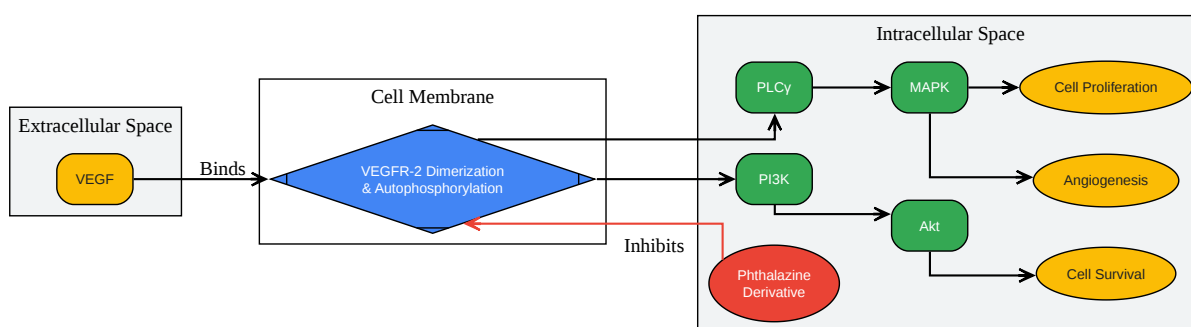 Extracellular Space
VEGF
Binds
Cell Membrane
VEGFR-2 Dimerization
& Autophosphorylation
Inhibits
Intracellular Space
PLCγ
MAPK
Cell Proliferation
PI3K
Angiogenesis
Akt
Phthalazine
Derivative
Cell Survival